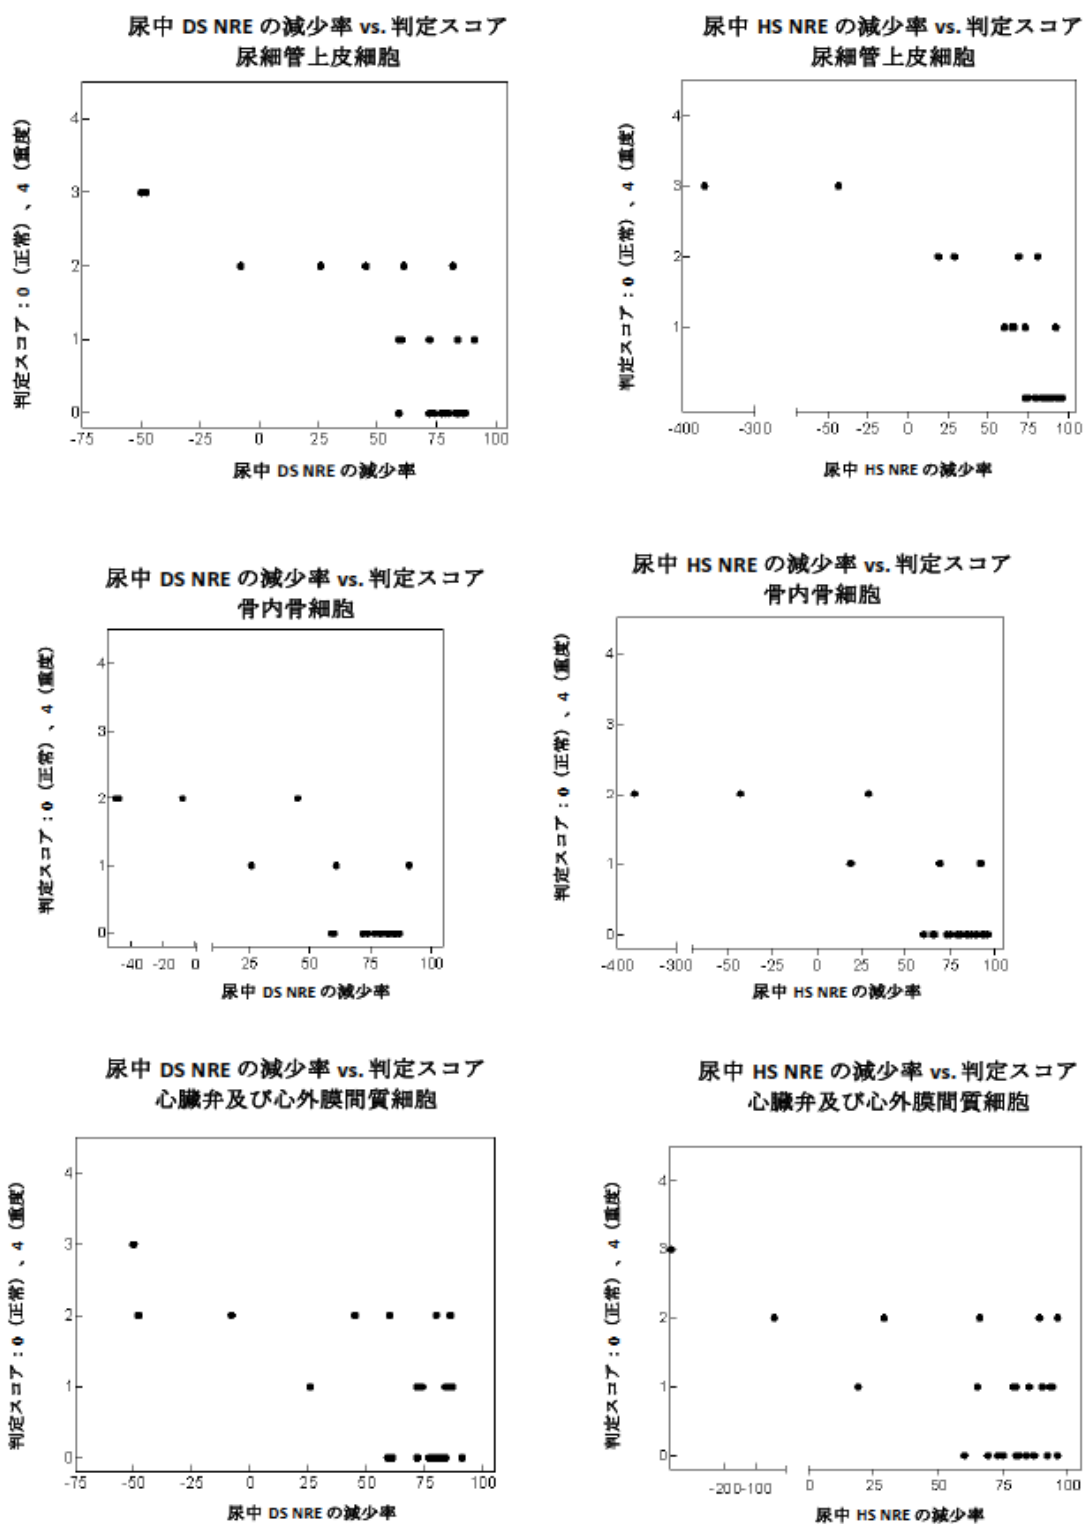 尿中 DS NRE の減少率 vs. 判定スコア
尿細管上皮細胞
判定スコア：0（正常）、4（重度）
4
3
2
1
0
-75 -50 -25 0 25 50 75 100
尿中 DS NRE の減少率
尿中 HS NRE の減少率 vs. 判定スコア
尿細管上皮細胞
判定スコア：0（正常）、4（重度）
4
3
2
1
-400 -300 -50 -25 0 25 50 75 100
尿中 HS NRE の減少率
尿中 DS NRE の減少率 vs. 判定スコア
骨内骨細胞
判定スコア：0（正常）、4（重度）
4
3
2
1
0
-40 -20 0 25 50 75 100
尿中 DS NRE の減少率
尿中 HS NRE の減少率 vs. 判定スコア
骨内骨細胞
判定スコア：0（正常）、4（重度）
4
3
2
1
0
-400 -300 -50 -25 0 25 50 75 100
尿中 HS NRE の減少率
尿中 DS NRE の減少率 vs. 判定スコア
心臓弁及び心外膜間質細胞
判定スコア：0（正常）、4（重度）
4
3
2
1
0
-75 -50 -25 0 25 50 75 100
尿中 DS NRE の減少率
尿中 HS NRE の減少率 vs. 判定スコア
心臓弁及び心外膜間質細胞
判定スコア：0（正常）、4（重度）
4
3
2
1
0
-200 -100 0 25 50 75 100
尿中 HS NRE の減少率